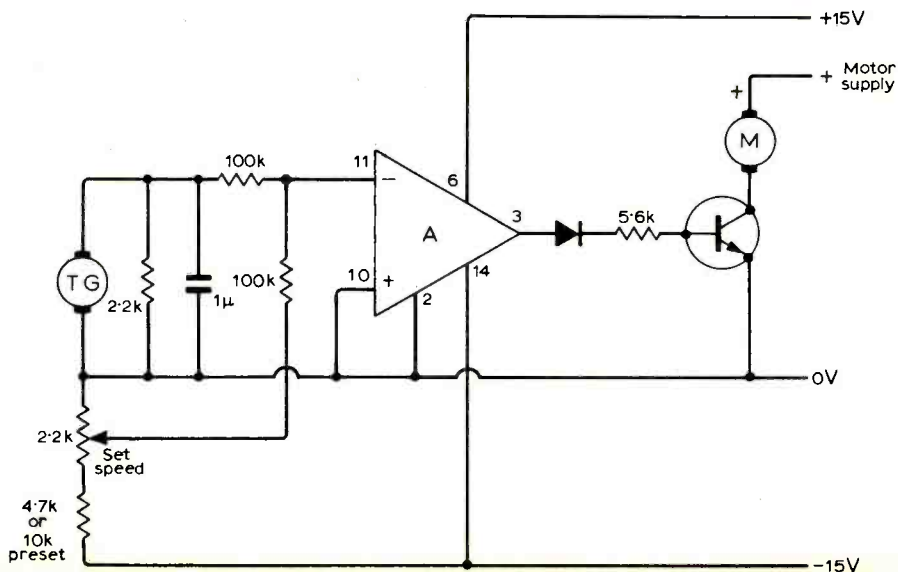 +15V
+ Motor
supply
+
M
100k
11
−
6
A
3
5·6k
TG
2·2k
1μ
100k
10
+
14
2
0V
2·2k
Set
speed
4·7k
or
10k
preset
−15V